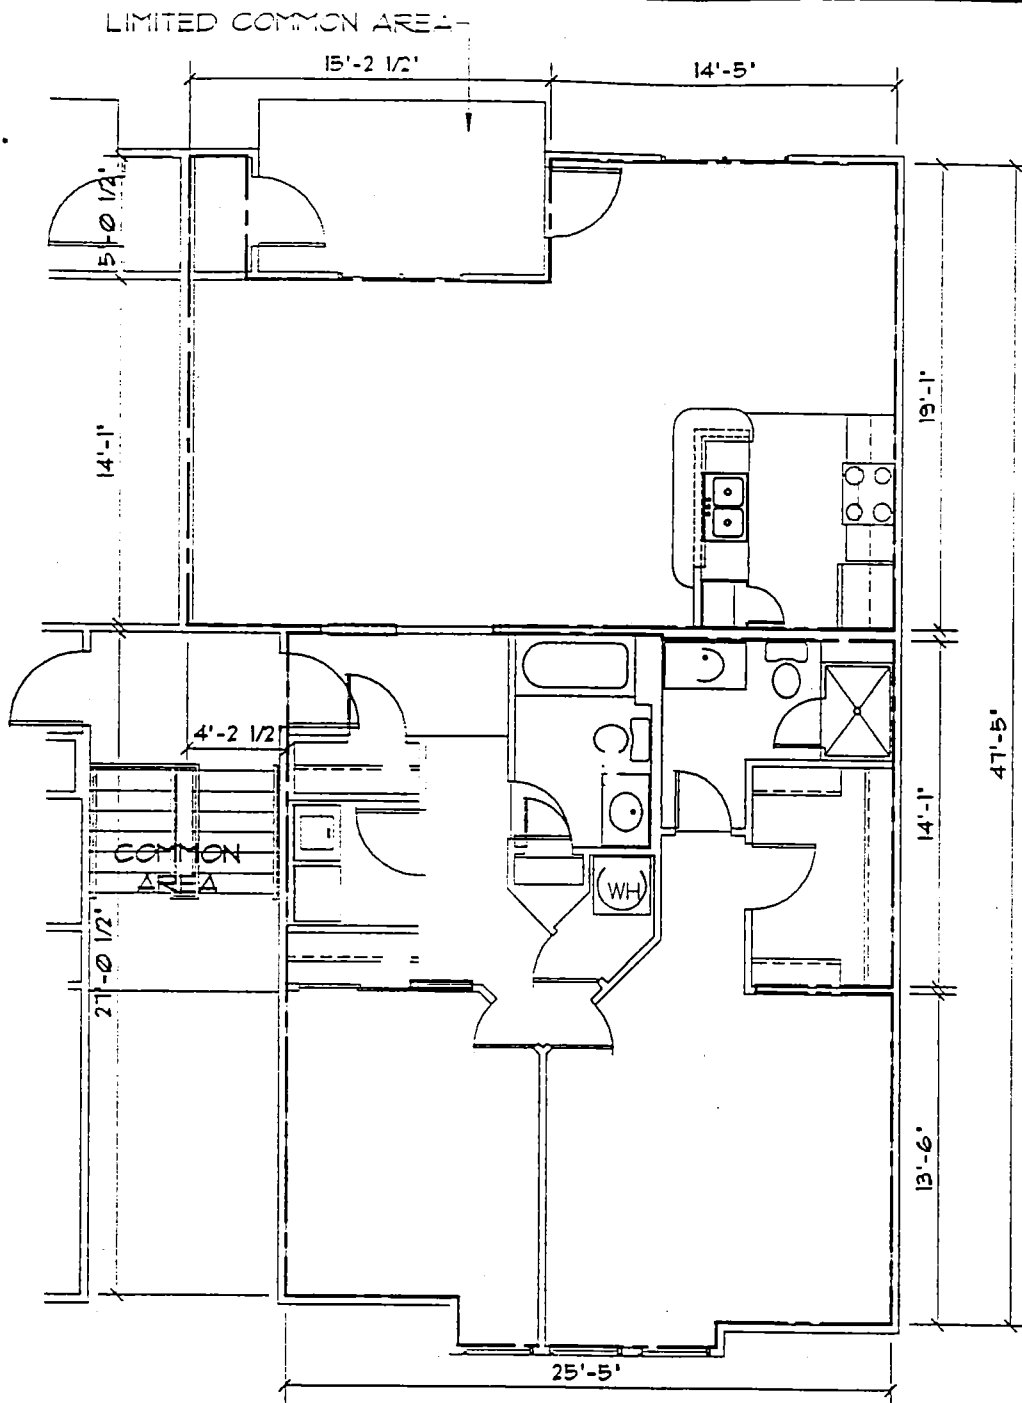 LIMITED COMMON AREA
15'-2 1/2"
14'-5"
5'-0 1/2"
14'-1"
19'-1"
4'-2 1/2"
47'-5"
14'-1"
COMMON
AREA
WH
27'-0 1/2"
13'-6"
25'-5"